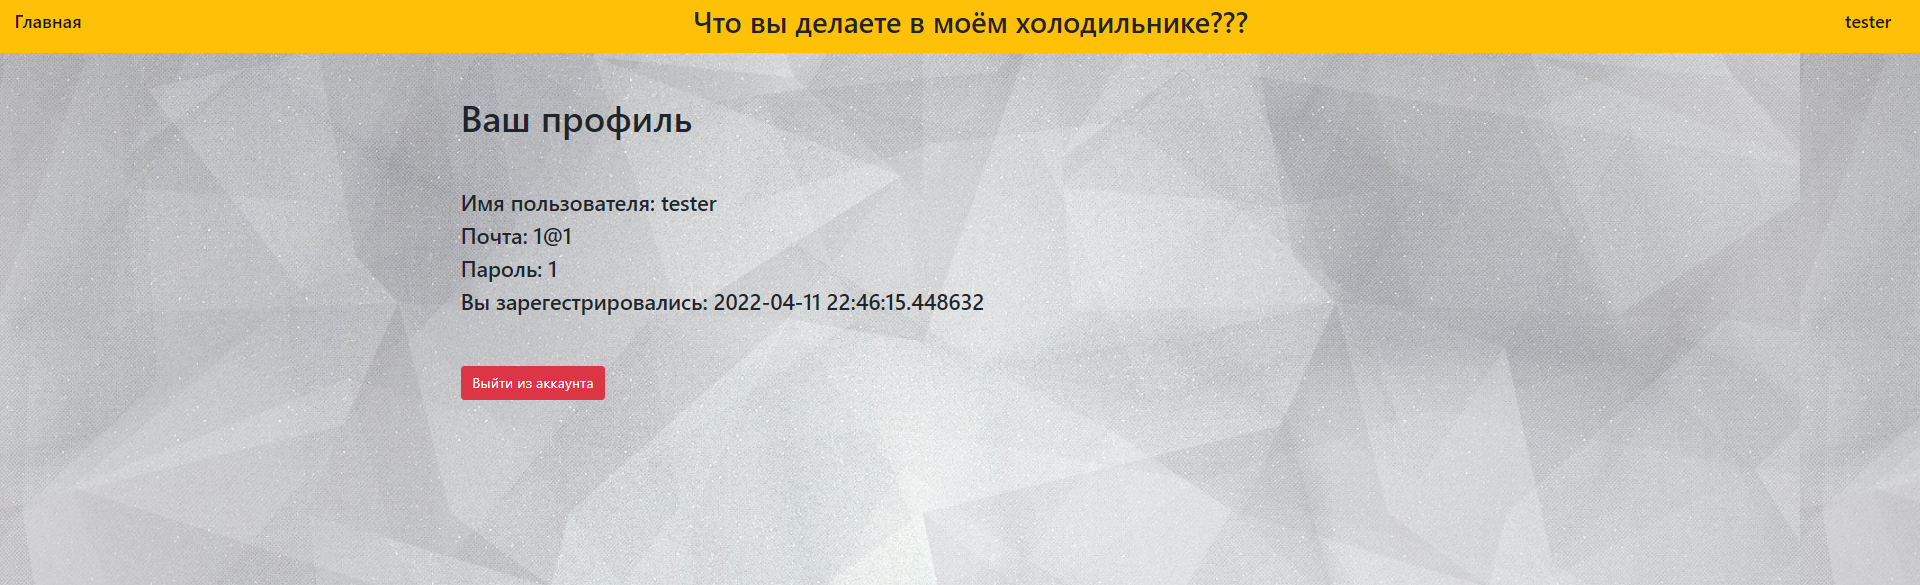 Главная
Что вы делаете в моём холодильнике???
tester
Ваш профиль
Имя пользователя: tester
Почта: 1@1
Пароль: 1
Вы зарегестрировались: 2022-04-11 22:46:15.448632
Выйти из аккаунта